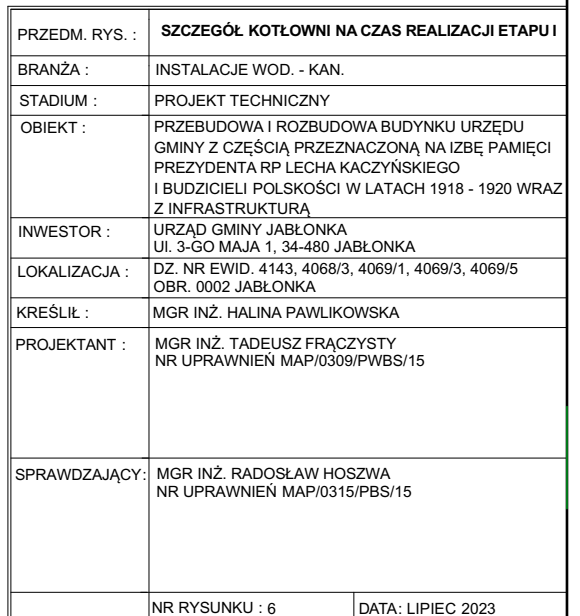 PRZEDM. RYS. : SZCZEGÓŁ KOTŁOWNI NA CZAS REALIZACJI ETAPU I
BRANŻA : INSTALACJE WOD. - KAN.
STADIUM : PROJEKT TECHNICZNY
OBIEKT : PRZEBUDOWA I ROZBUDOWA BUDYNKU URZĘDU
GMINY Z CZĘŚCIĄ PRZEZNACZONĄ NA IZBĘ PAMIĘCI
PREZYDENTA RP LECHA KACZYŃSKIEGO
I BUDZICIELI POLSKOŚCI W LATACH 1918 - 1920 WRAZ
Z INFRASTRUKTURĄ
INWESTOR : URZĄD GMINY JABŁONKA
Ul. 3-GO MAJA 1, 34-480 JABŁONKA
LOKALIZACJA : DZ. NR EWID. 4143, 4068/3, 4069/1, 4069/3, 4069/5
OBR. 0002 JABŁONKA
KREŚLIŁ : MGR INŻ. HALINA PAWLIKOWSKA
PROJEKTANT : MGR INŻ. TADEUSZ FRĄCZYSTY
NR UPRAWNIEŃ MAP/0309/PWBS/15
SPRAWDZAJĄCY: MGR INŻ. RADOSŁAW HOSZWA
NR UPRAWNIEŃ MAP/0315/PBS/15
NR RYSUNKU : 6 DATA: LIPIEC 2023